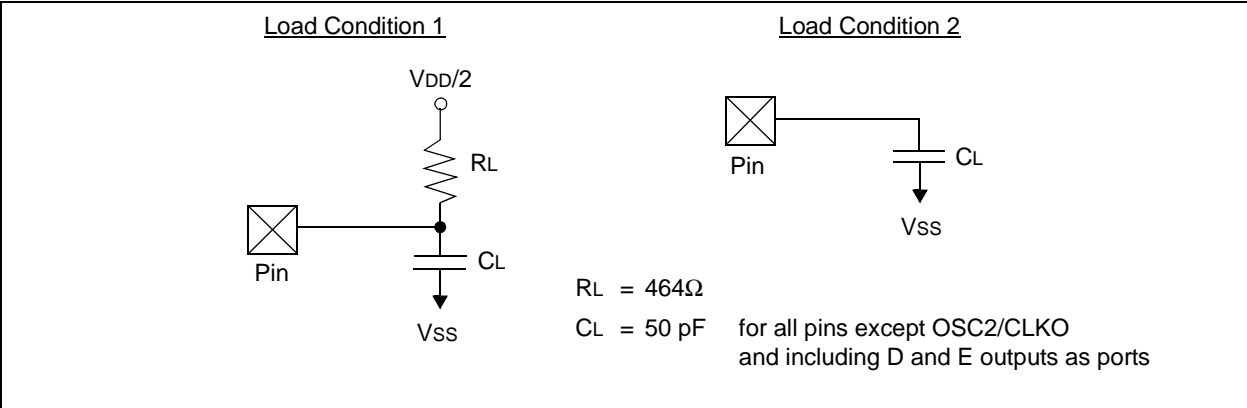 Load Condition 1
VDD/2
RL
Pin
CL
VSS
Load Condition 2
Pin
CL
VSS
RL = 464Ω
CL = 50 pF for all pins except OSC2/CLKO
and including D and E outputs as ports